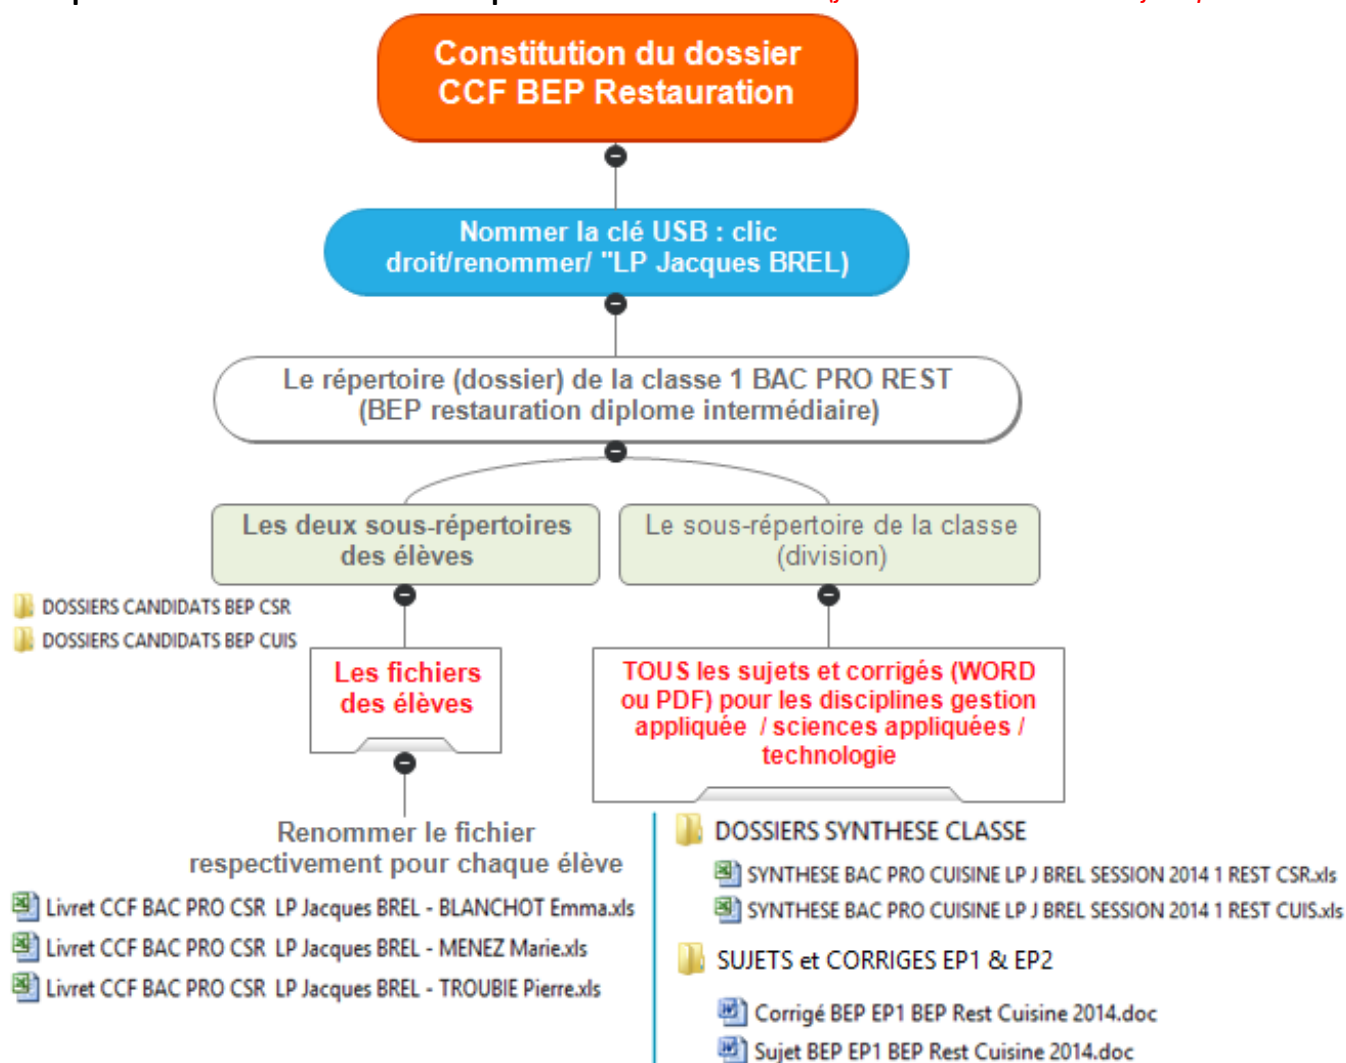 Constitution du dossier
CCF BEP Restauration
Nommer la clé USB : clic
droit/renommer/ "LP Jacques BREL)
Le répertoire (dossier) de la classe 1 BAC PRO REST
(BEP restauration diplome intermédiaire)
Les deux sous-répertoires
des élèves
Le sous-répertoire de la classe
(division)
DOSSIERS CANDIDATS BEP CSR
DOSSIERS CANDIDATS BEP CUIS
Les fichiers
des élèves
TOUS les sujets et corrigés (WORD
ou PDF) pour les disciplines gestion
appliquée / sciences appliquées /
technologie
Renommer le fichier
respectivement pour chaque élève
Livret CCF BAC PRO CSR LP Jacques BREL - BLANCHOT Emma.xls
Livret CCF BAC PRO CSR LP Jacques BREL - MENEZ Marie.xls
Livret CCF BAC PRO CSR LP Jacques BREL - TROUBIE Pierre.xls
DOSSIERS SYNTHESE CLASSE
SYNTHESE BAC PRO CUISINE LP J BREL SESSION 2014 1 REST CSR.xls
SYNTHESE BAC PRO CUISINE LP J BREL SESSION 2014 1 REST CUIS.xls
SUJETS et CORRIGES EP1 & EP2
Corrigé BEP EP1 BEP Rest Cuisine 2014.doc
Sujet BEP EP1 BEP Rest Cuisine 2014.doc